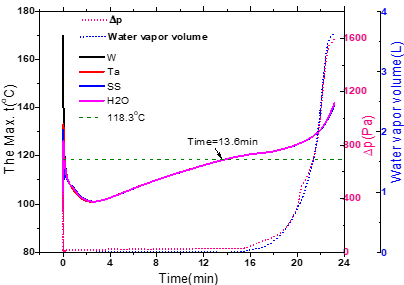 180
160
140
120
100
80
The Max. t(°C)
Δp
Water vapor volume
W
Ta
SS
H2O
118.3°C
Time=13.6min
0
4
8
12
16
20
24
Time(min)
1600
1200
800
400
0
Δp(Pa)
4
3
2
1
0
Water vapor volume(L)